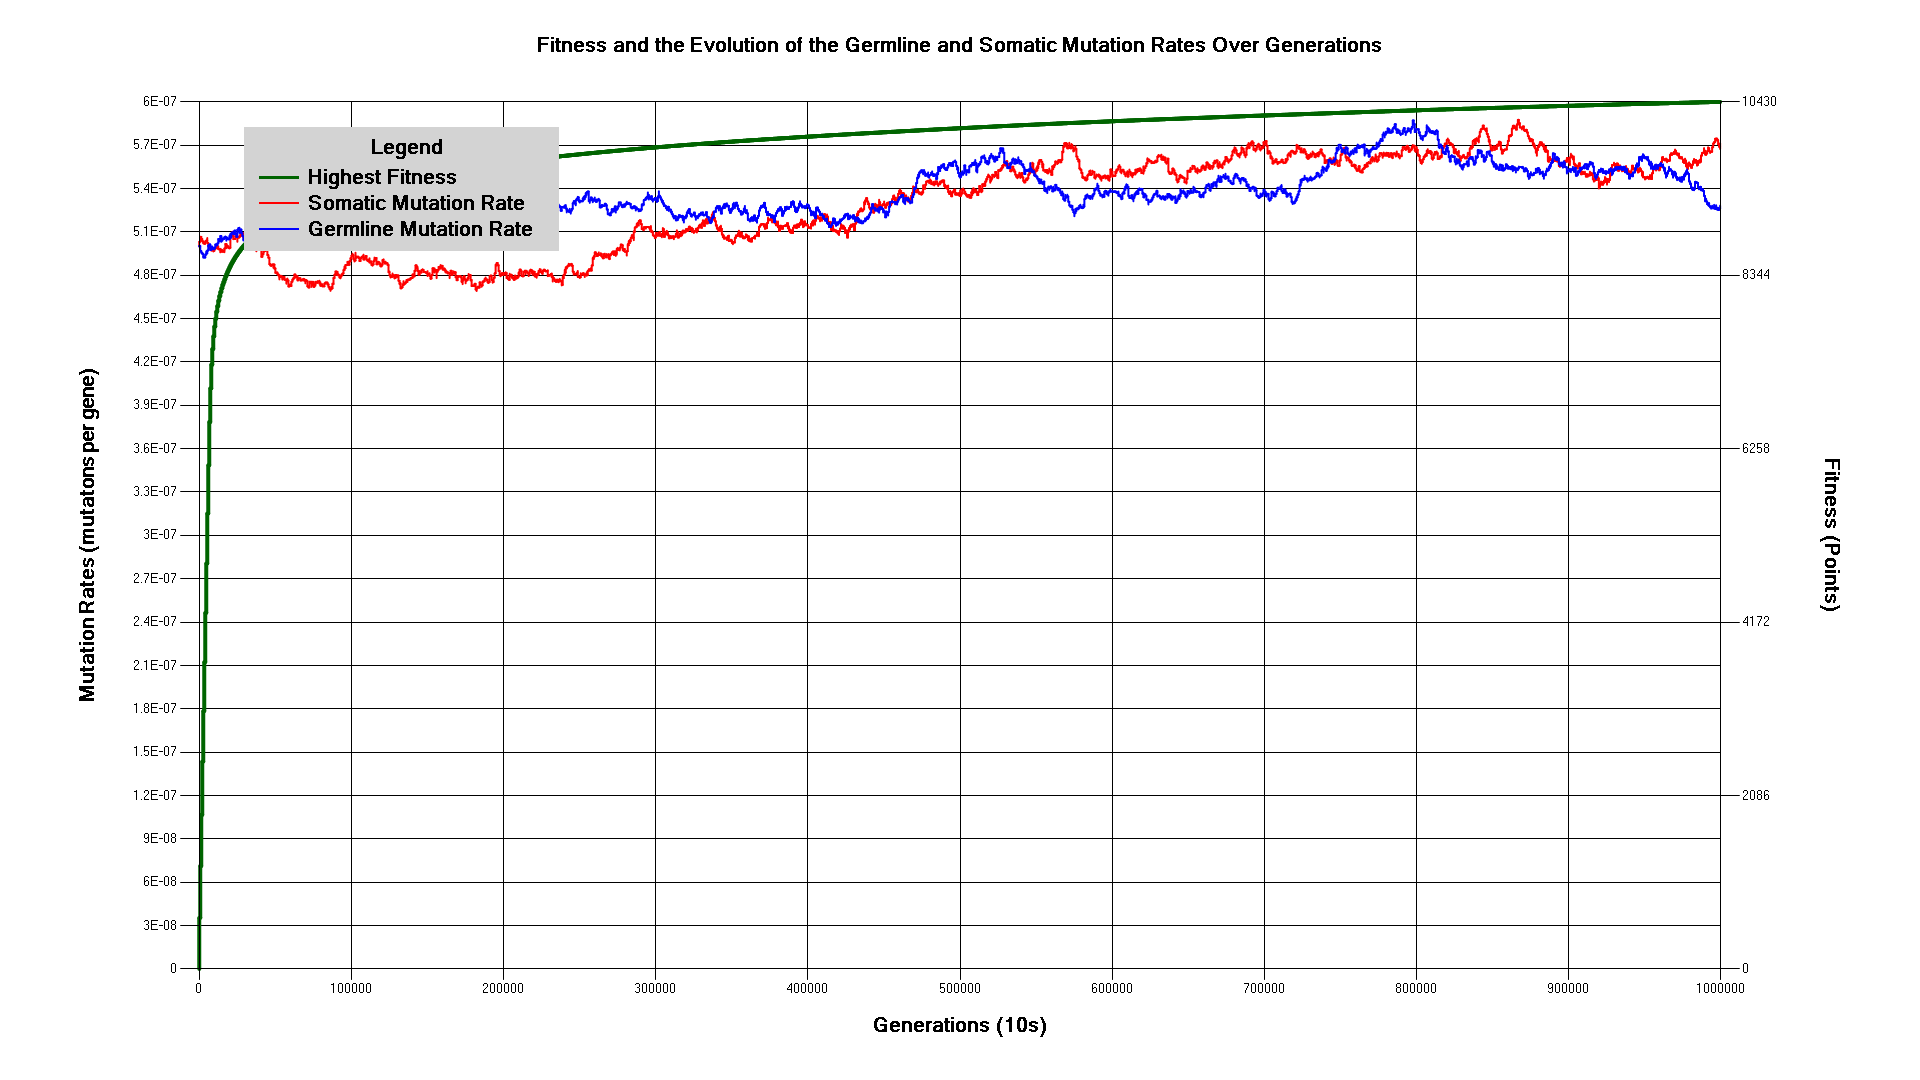 Fitness and the Evolution of the Germline and Somatic Mutation Rates Over Generations
Legend
Highest Fitness
Somatic Mutation Rate
Germline Mutation Rate
Mutation Rates (mutatons per gene)
6E-07
5.7E-07
5.4E-07
5.1E-07
4.8E-07
4.5E-07
4.2E-07
3.9E-07
3.6E-07
3.3E-07
3E-07
2.7E-07
2.4E-07
2.1E-07
1.8E-07
1.5E-07
1.2E-07
9E-08
6E-08
3E-08
0
10430
8344
6258
4172
2086
0
Fitness (Points)
0 100000 200000 300000 400000 500000 600000 700000 800000 900000 1000000
Generations (10s)